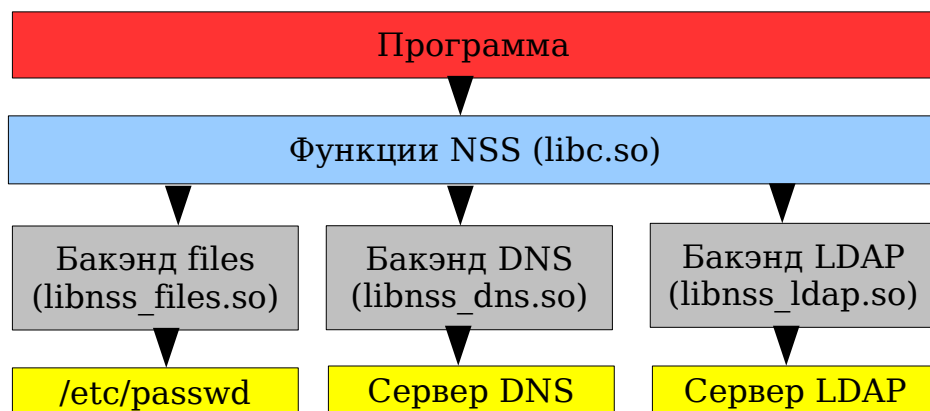 Программа
Функции NSS (libc.so)
Бакэнд files
(libnss_files.so)
Бакэнд DNS
(libnss_dns.so)
Бакэнд LDAP
(libnss_ldap.so)
/etc/passwd
Сервер DNS
Сервер LDAP